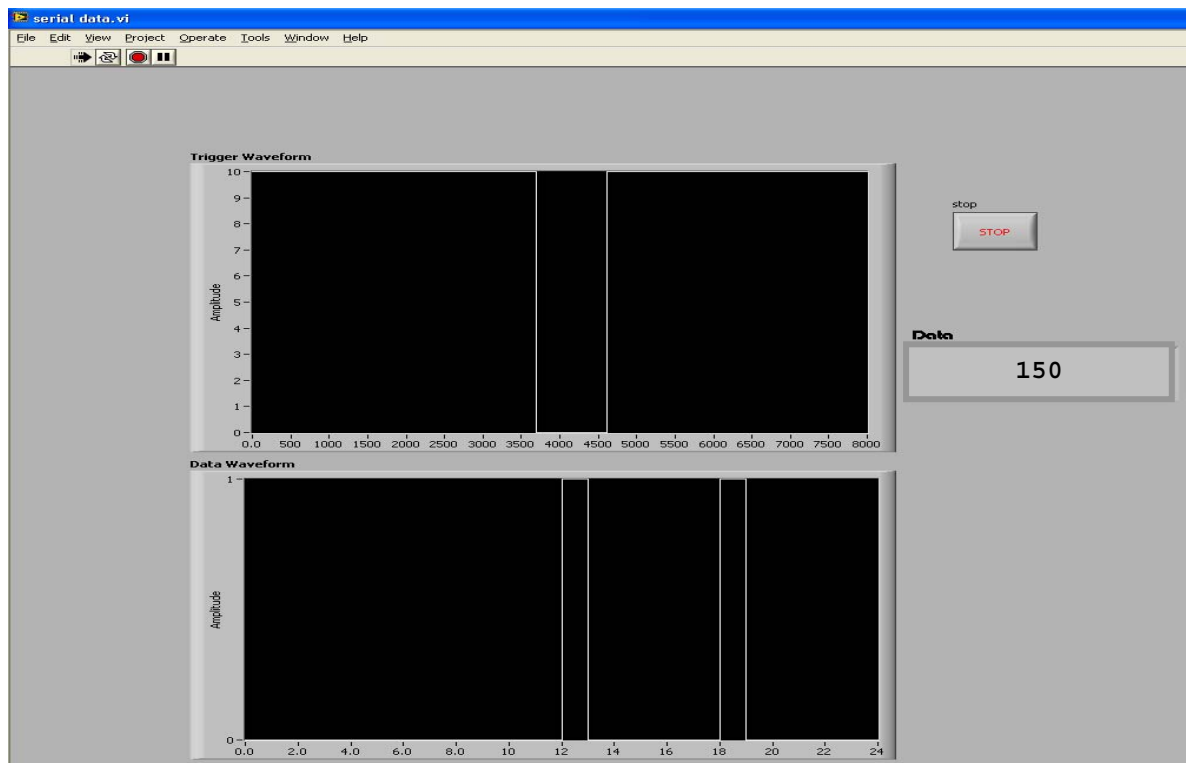 serial data.vi
File Edit View Project Operate Tools Window Help
Trigger Waveform
10
9
8
7
6
5
4
3
2
1
0
Amplitude
0.0 500 1000 1500 2000 2500 3000 3500 4000 4500 5000 5500 6000 6500 7000 7500 8000
stop
STOP
Data
150
Data Waveform
1
0
Amplitude
0.0 2.0 4.0 6.0 8.0 10 12 14 16 18 20 22 24